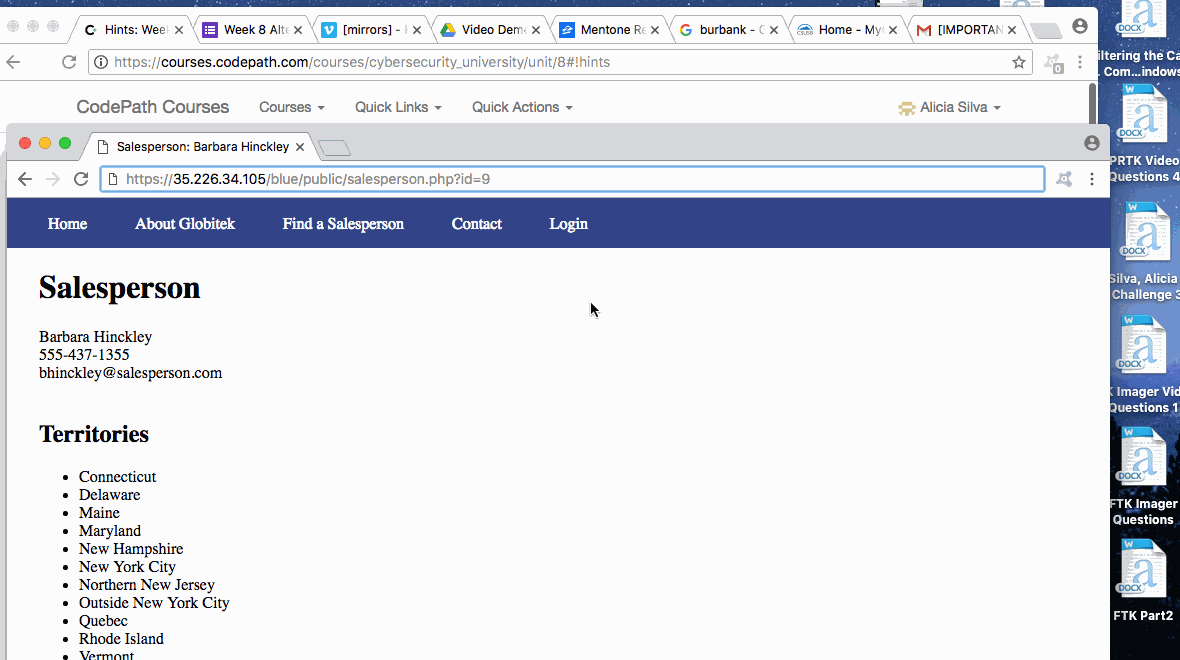 Hints: Wee
Week 8 Alte
[mirrors] -
Video Dem
Mentone Re
burbank -
Home - My
[IMPORTAN
https://courses.codepath.com/courses/cybersecurity_university/unit/8#!hints
0
CodePath Courses
Courses
Quick Links
Quick Actions
Alicia Silva
Salesperson: Barbara Hinckley
https://35.226.34.105/blue/public/salesperson.php?id=9
Home
About Globitek
Find a Salesperson
Contact
Login
Salesperson
Barbara Hinckley
555-437-1355
bhinckley@salesperson.com
Territories
Connecticut
Delaware
Maine
Maryland
New Hampshire
New York City
Northern New Jersey
Outside New York City
Quebec
Rhode Island
Vermont
DOCX
iltering the Ca
Com...indows
W
DOCX
PRTK Video
Questions 4
W
DOCX
Silva, Alicia
Challenge 3
W
DOCX
Imager Vid
Questions 1
W
DOCX
FTK Imager
Questions
W
DOCX
FTK Part2